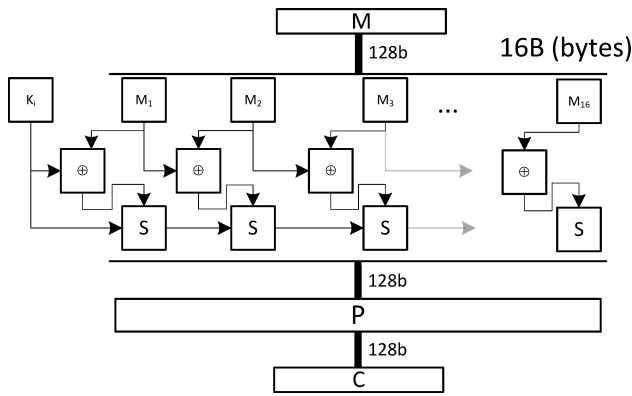 M
128b
16B (bytes)
Ki M1 M2 M3 ... M16
⊕ ⊕ ⊕ ⊕
S S S S
128b
P
128b
C